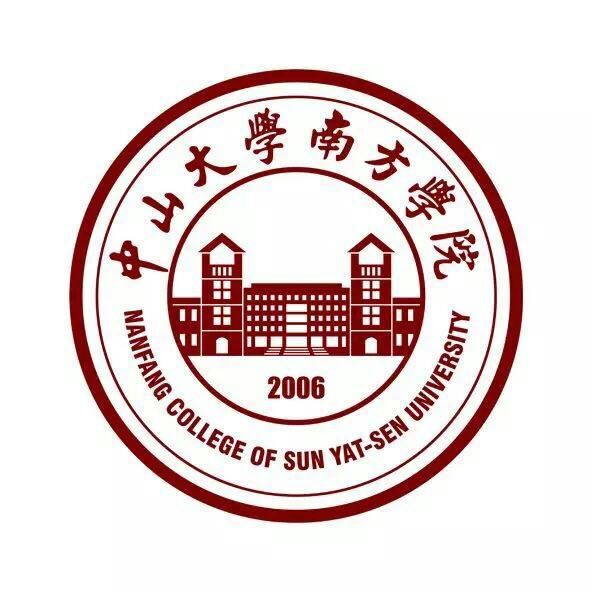 中山大學南方學院
2006
NANFANG COLLEGE OF SUN YAT-SEN UNIVERSITY